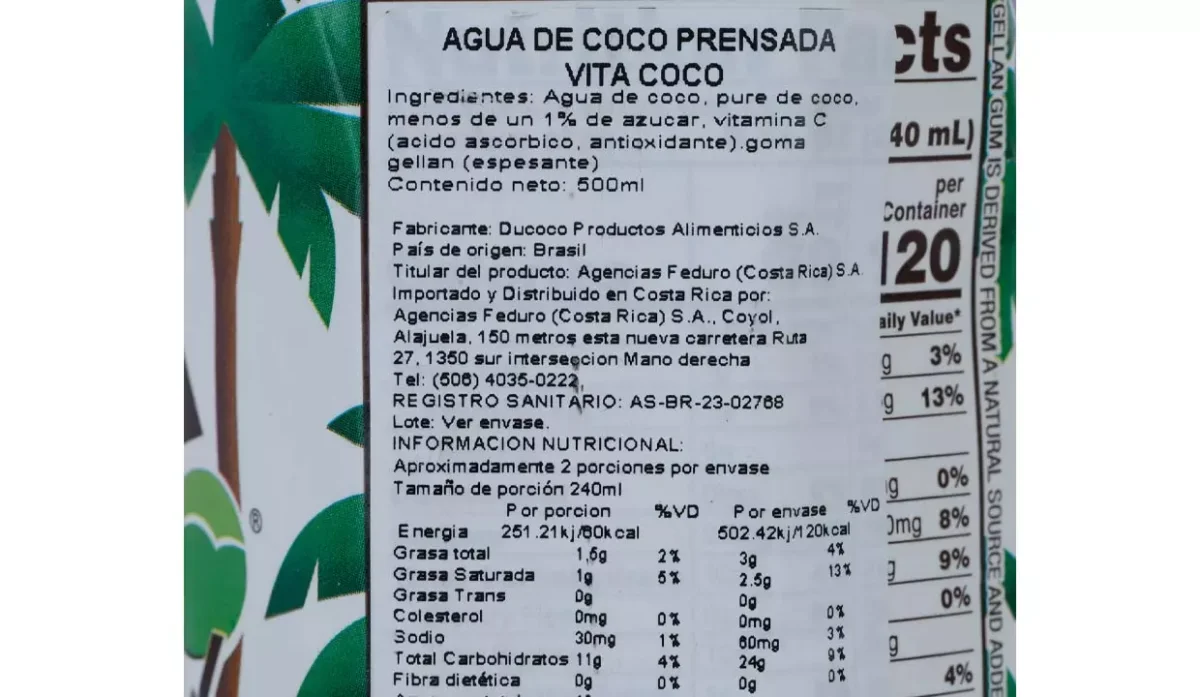 AGUA DE COCO PRENSADA
VITA COCO
Ingredientes: Agua de coco, pure de coco,
menos de un 1% de azucar, vitamina C
(acido ascorbico, antioxidante).goma
gellan (espesante)
Contenido neto: 500ml
Fabricante: Ducoco Productos Alimenticios S.A.
País de origen: Brasil
Titular del producto: Agencias Feduro (Costa Rica) S.A.
Importado y Distribuido en Costa Rica por:
Agencias Feduro (Costa Rica) S.A., Coyol,
Alajuela, 150 metros esta nueva carretera Ruta
27, 1350 sur interseccion Mano derecha
Tel: (506) 4035-0222,
REGISTRO SANITARIO: AS-BR-23-02768
Lote: Ver envase.
INFORMACION NUTRICIONAL:
Aproximadamente 2 porciones por envase
Tamaño de porción 240ml
Por porcion %VD Por envase %VD
Energia 251.21kj/60kcal 502.42kj/120kcal
Grasa total 1,5g 2% 3g 4%
Grasa Saturada 1g 5% 2.5g 13%
Grasa Trans 0g 0g
Colesterol 0mg 0% 0mg 0%
Sodio 30mg 1% 60mg 3%
Total Carbohidratos 11g 4% 24g 9%
Fibra dietética 0g 0% 0g 0%
cts
40 mL)
per
Container
120
aily Value*
g 3%
g 13%
g 0%
0mg 8%
g 9%
0%
g
4%
GELLAN GUM IS DERIVED FROM A NATURAL SOURCE AND ADDE
®